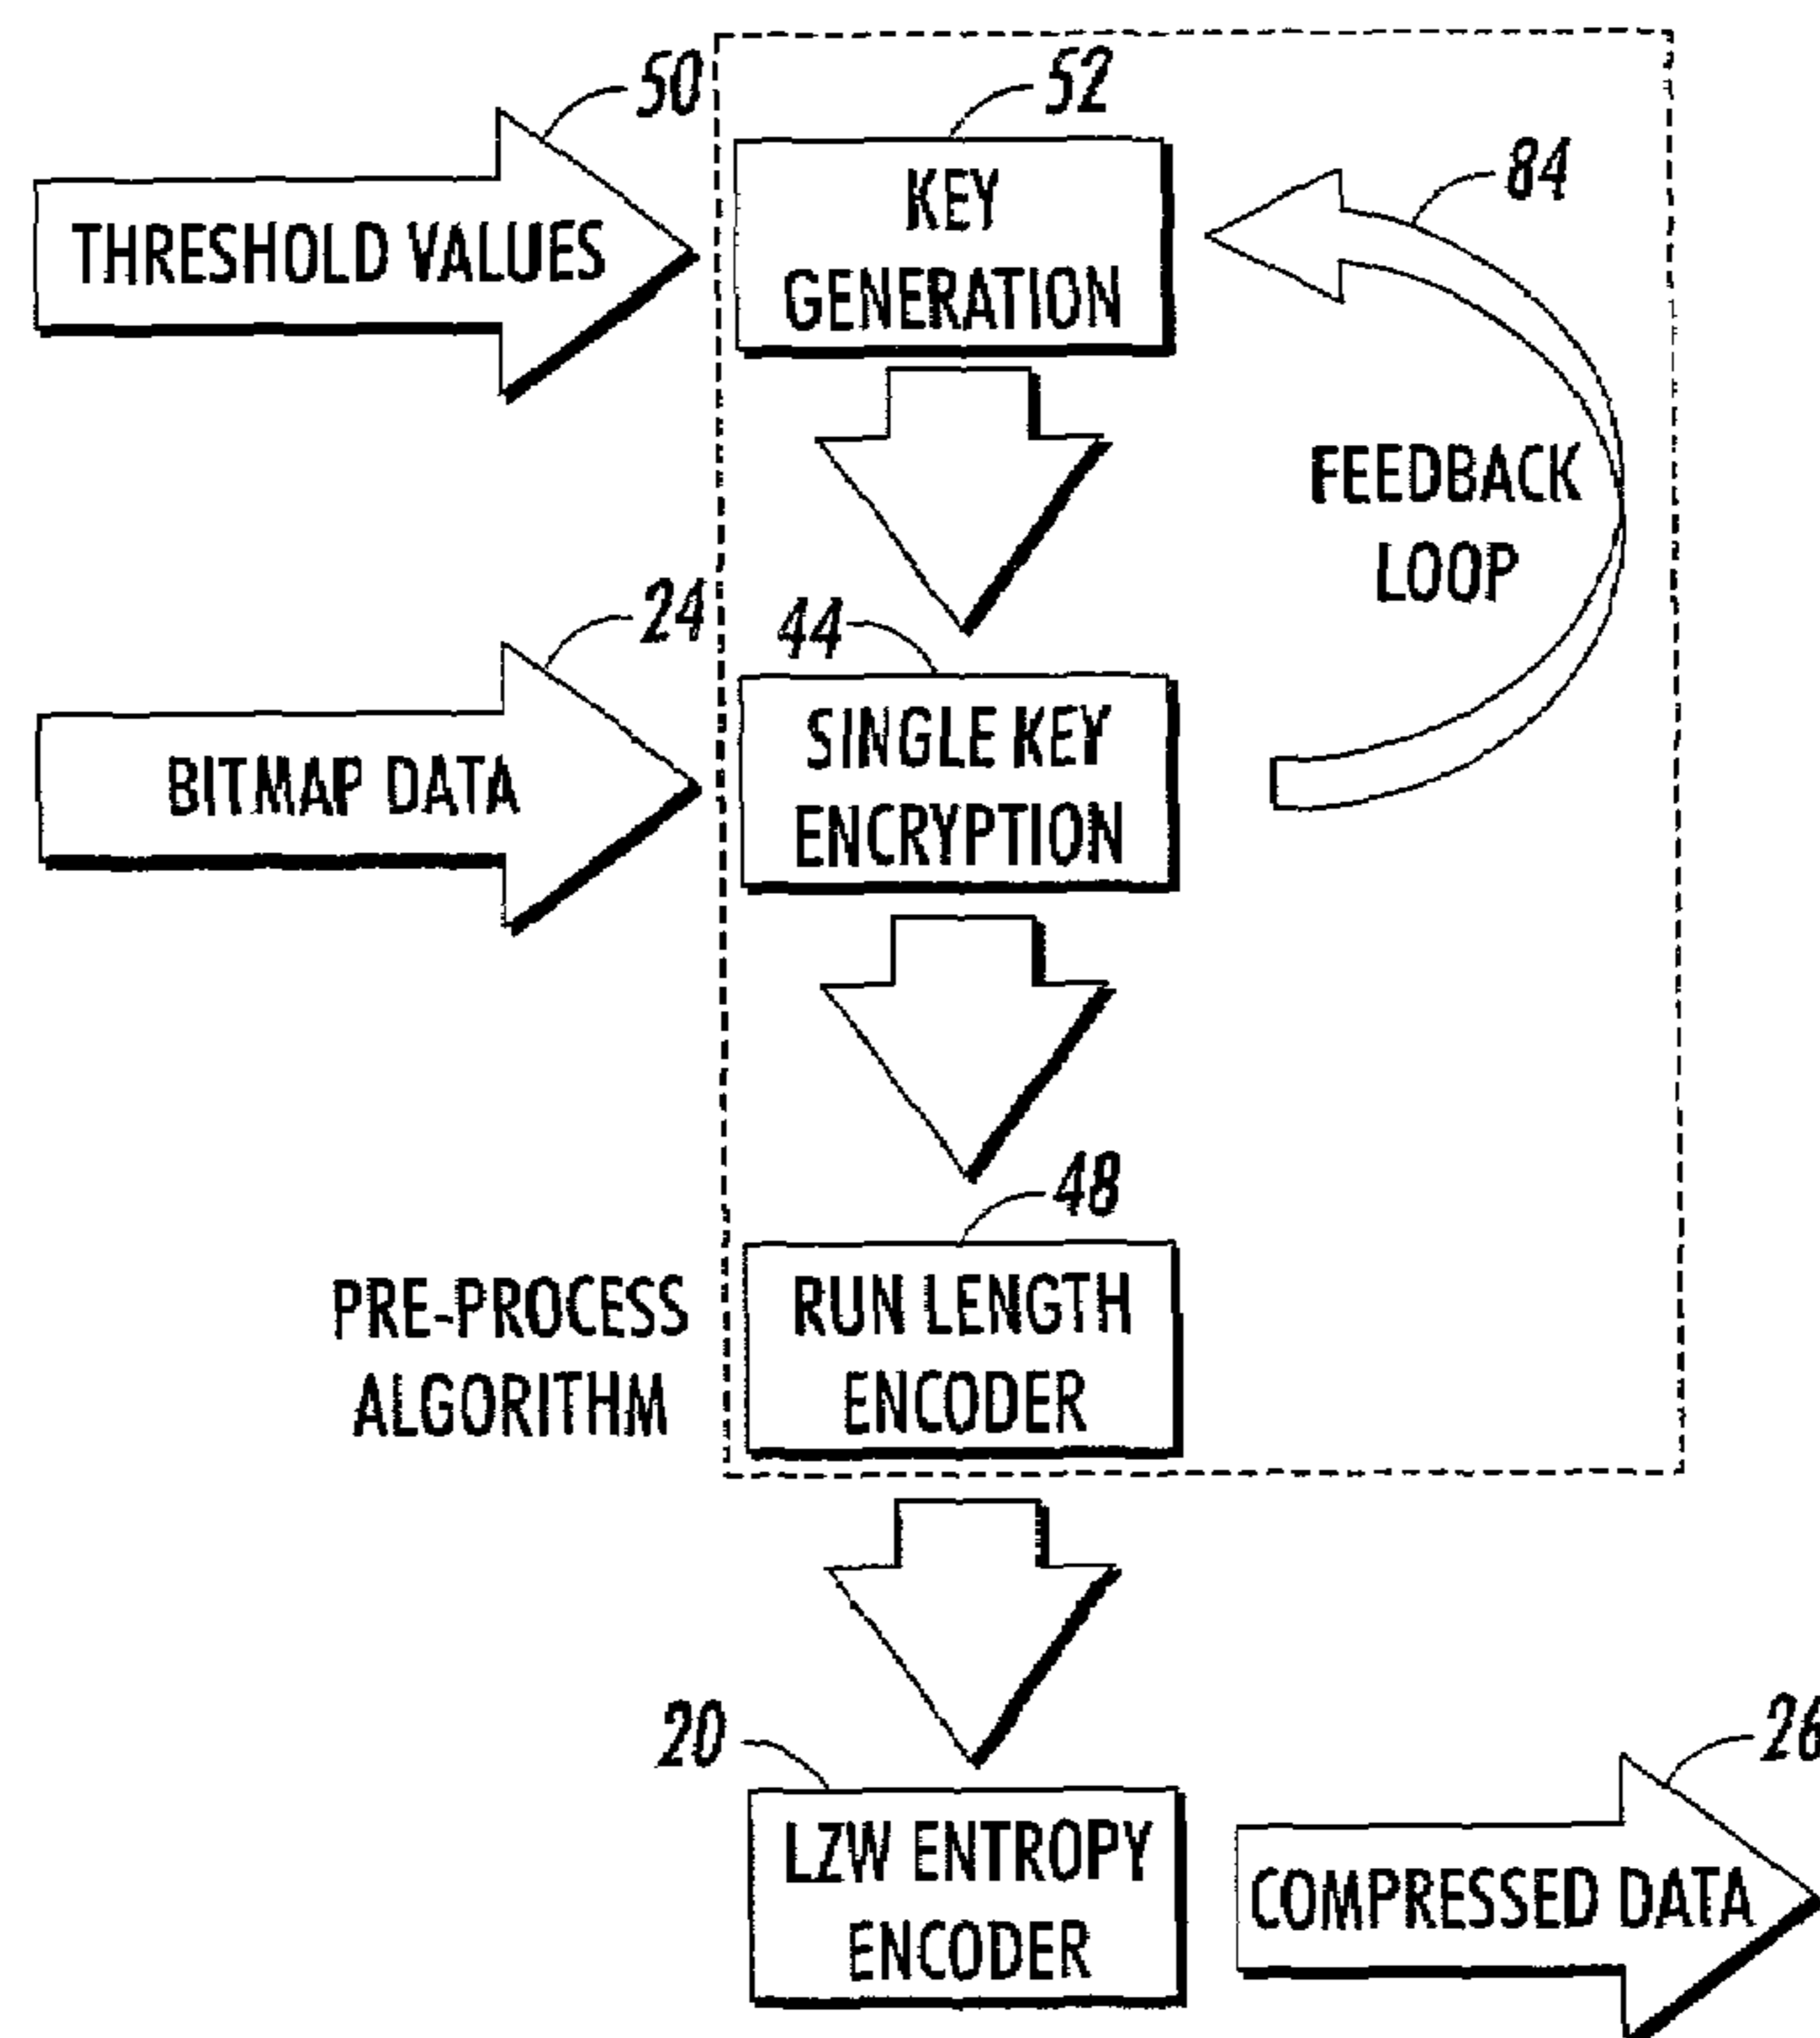 50
52
84
THRESHOLD VALUES
KEY
GENERATION
FEEDBACK
LOOP
24
44
BITMAP DATA
SINGLE KEY
ENCRYPTION
48
PRE-PROCESS
ALGORITHM
RUN LENGTH
ENCODER
20
26
LZW ENTROPY
ENCODER
COMPRESSED DATA